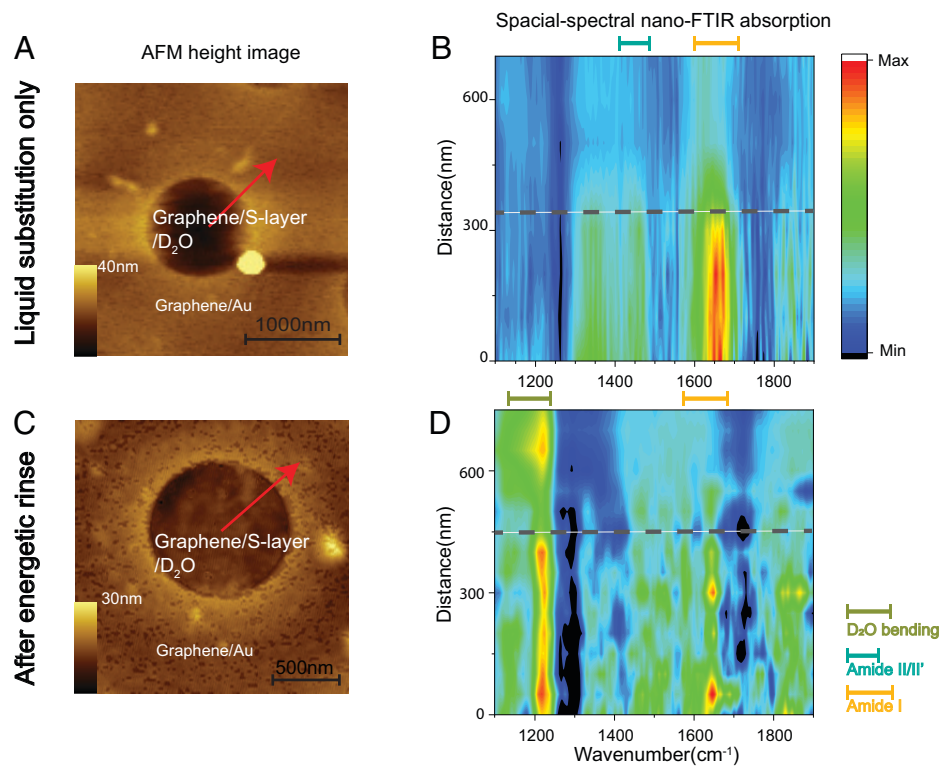 Spacial-spectral nano-FTIR absorption
A
AFM height image
B
Liquid substitution only
Graphene/S-layer
/D₂O
40nm
Graphene/Au
1000nm
Distance(nm)
600
300
0
1200
1400
1600
1800
Max
Min
After energetic rinse
C
Graphene/S-layer
/D₂O
30nm
Graphene/Au
500nm
D
Distance(nm)
600
300
0
1200
1400
1600
1800
Wavenumber(cm⁻¹)
D₂O bending
Amide II/II'
Amide I